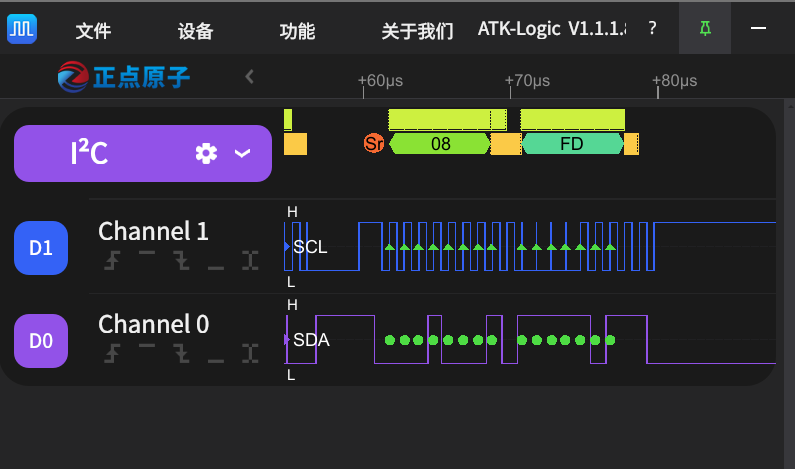 文件 设备 功能 关于我们 ATK-Logic V1.1.1. ?
正点原子 +60μs +70μs +80μs
I²C Sr 08 FD
D1 Channel 1 H SCL L
D0 Channel 0 H SDA L